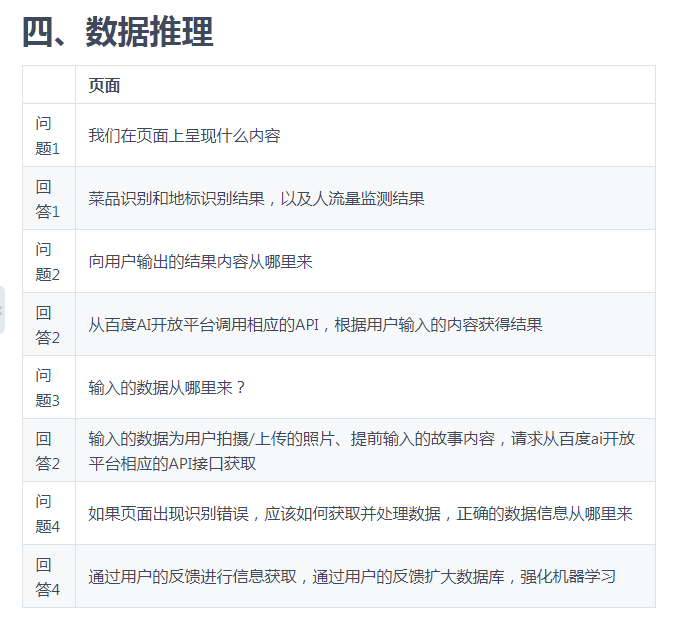 四、数据推理
页面
问
题1
我们在页面上呈现什么内容
回
答1
菜品识别和地标识别结果，以及人流量监测结果
问
题2
向用户输出的结果内容从哪里来
回
答2
从百度AI开放平台调用相应的API，根据用户输入的内容获得结果
问
题3
输入的数据从哪里来？
回
答2
输入的数据为用户拍摄/上传的照片、提前输入的故事内容，请求从百度ai开放
平台相应的API接口获取
问
题4
如果页面出现识别错误，应该如何获取并处理数据，正确的数据信息从哪里来
回
答4
通过用户的反馈进行信息获取，通过用户的反馈扩大数据库，强化机器学习